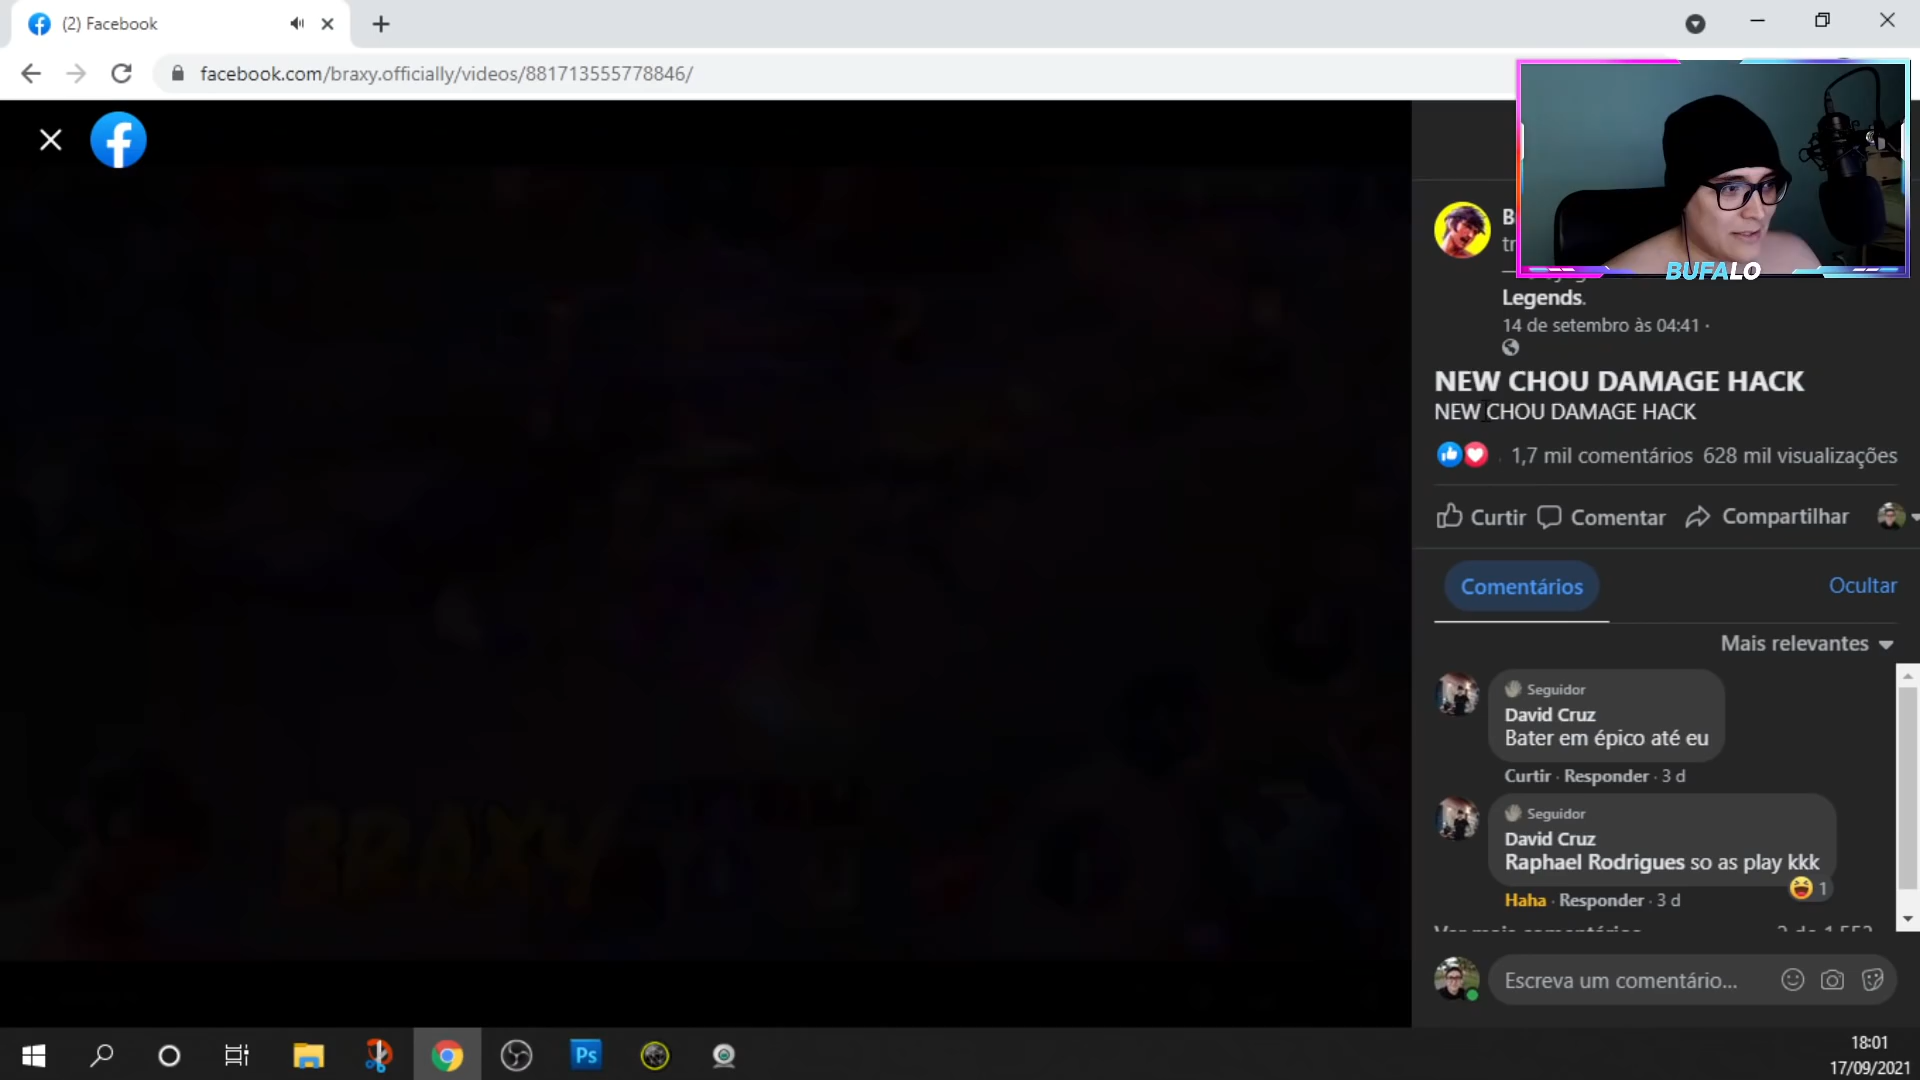 (2) Facebook
facebook.com/braxy.officially/videos/881713555778846/
BUFALO
Legends.
14 de setembro às 04:41 ·
NEW CHOU DAMAGE HACK
NEW CHOU DAMAGE HACK
1,7 mil comentários 628 mil visualizações
Curtir Comentar Compartilhar
Comentários Ocultar
Mais relevantes
Seguidor
David Cruz
Bater em épico até eu
Curtir · Responder · 3 d
Seguidor
David Cruz
Raphael Rodrigues so as play kkk
1
Haha · Responder · 3 d
BRAXY
Escreva um comentário...
Ps
18:01
17/09/2021